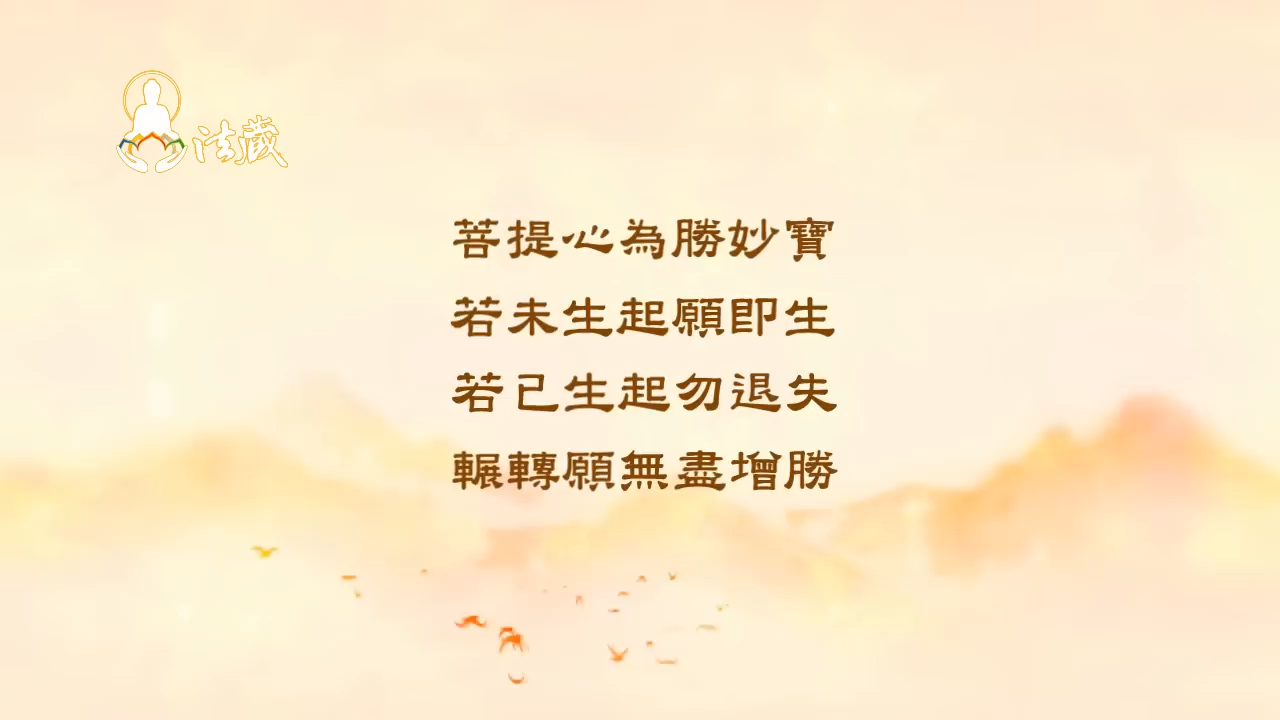 法藏
菩提心為勝妙寶
若未生起願即生
若已生起勿退失
輾轉願無盡增勝